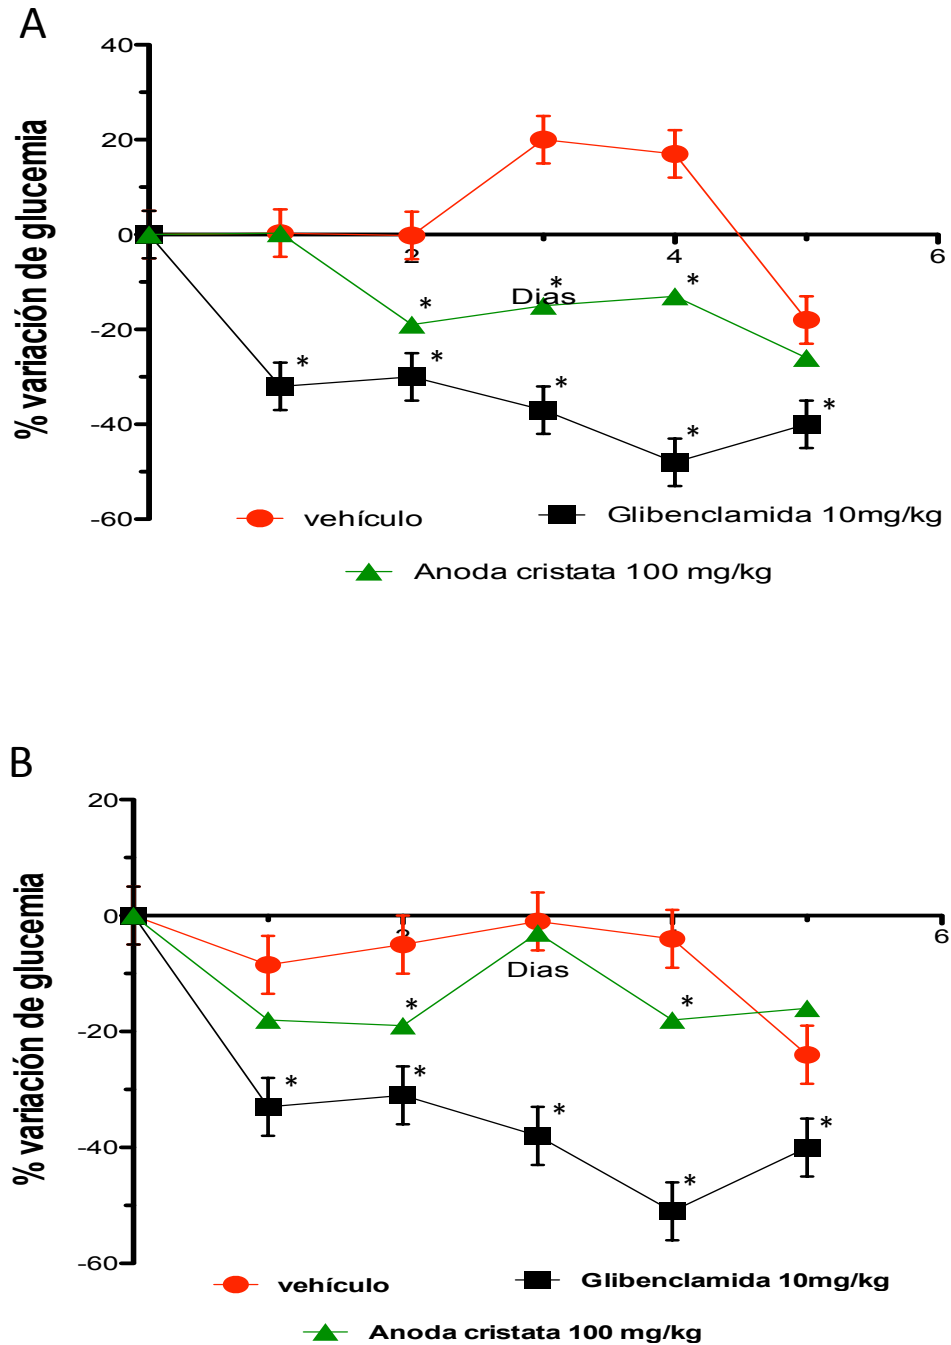 A
40
20
0
-20
-40
-60
% variación de glucemia
2
4
6
Dias
*
*
*
*
*
*
*
*
vehículo
Glibenclamida 10mg/kg
Anoda cristata 100 mg/kg
B
20
0
-20
-40
-60
% variación de glucemia
6
Dias
*
*
*
*
*
*
*
vehículo
Glibenclamida 10mg/kg
Anoda cristata 100 mg/kg